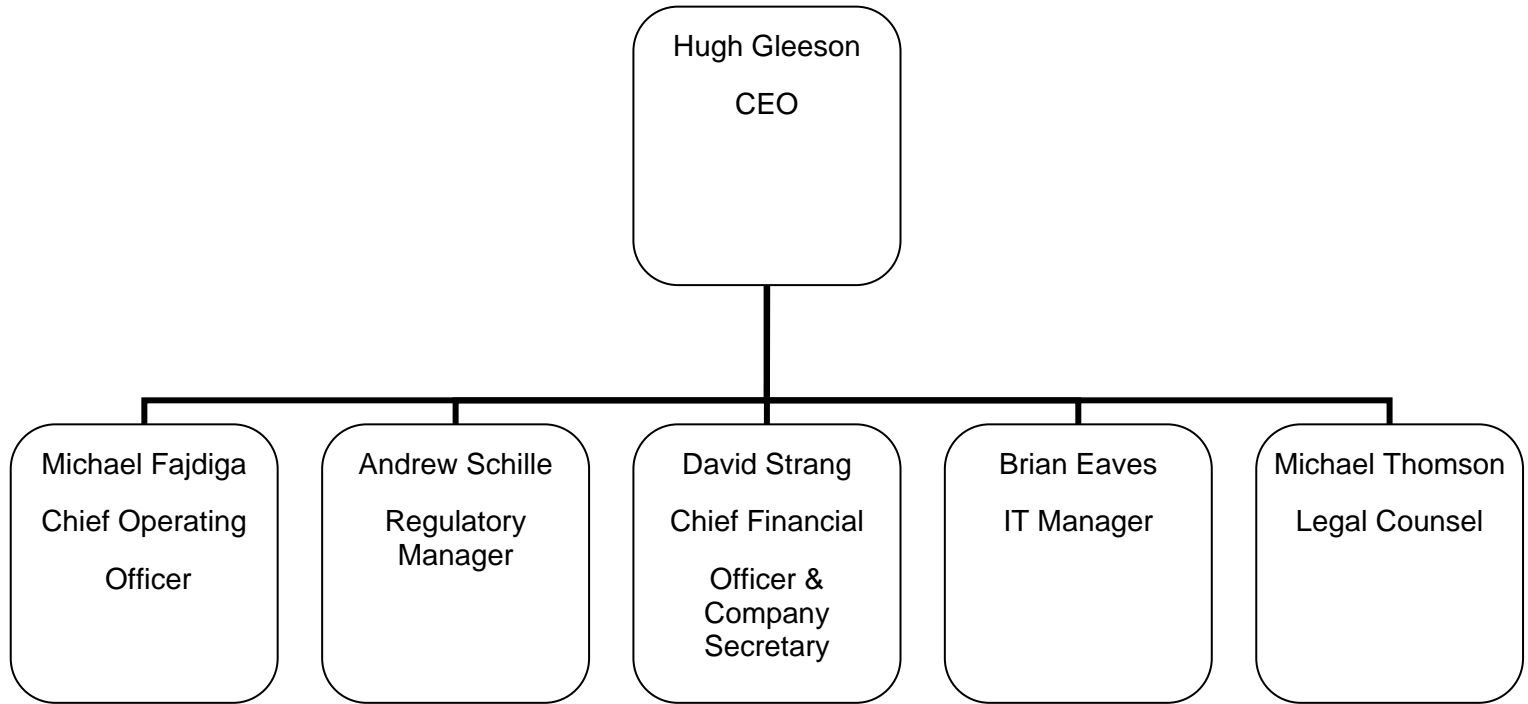 Hugh Gleeson
CEO
Michael Fajdiga
Chief Operating
Officer
Andrew Schille
Regulatory
Manager
David Strang
Chief Financial
Officer &
Company
Secretary
Brian Eaves
IT Manager
Michael Thomson
Legal Counsel